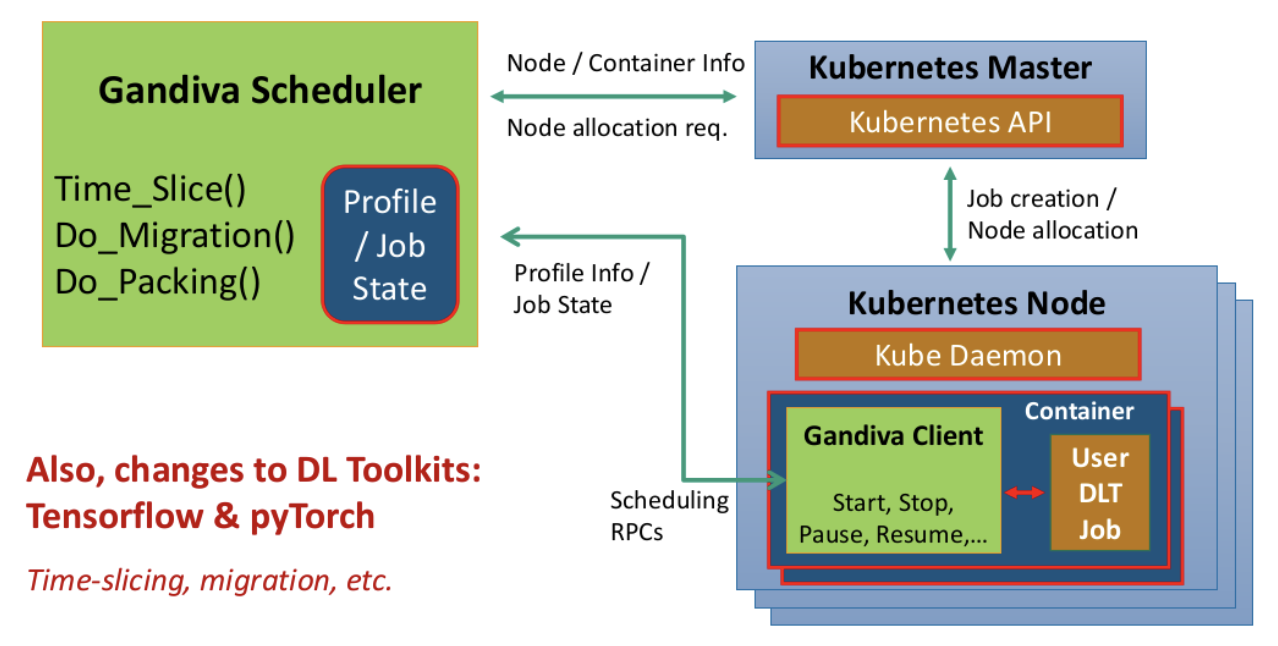 Gandiva Scheduler
Time_Slice()
Do_Migration()
Do_Packing()
Profile
/ Job
State
Node / Container Info
Node allocation req.
Kubernetes Master
Kubernetes API
Job creation /
Node allocation
Profile Info /
Job State
Kubernetes Node
Kube Daemon
Container
Gandiva Client
Start, Stop,
Pause, Resume,...
User
DLT
Job
Scheduling
RPCs
Also, changes to DL Toolkits:
Tensorflow & pyTorch
Time-slicing, migration, etc.